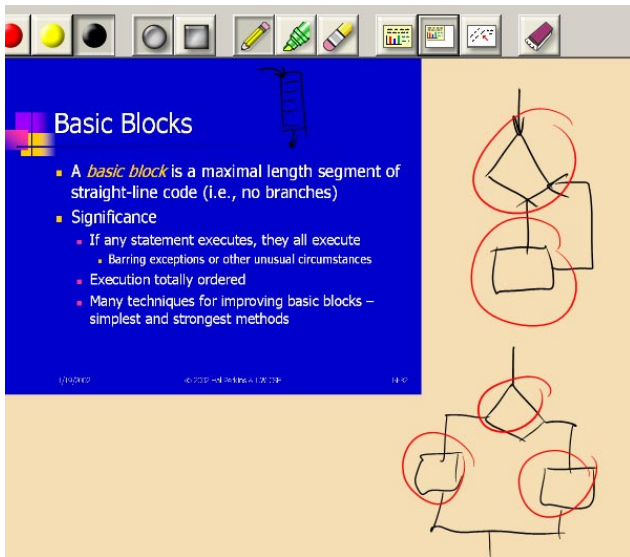 Basic Blocks
A basic block is a maximal length segment of
straight-line code (i.e., no branches)
Significance
If any statement executes, they all execute
Barring exceptions or other unusual circumstances
Execution totally ordered
Many techniques for improving basic blocks –
simplest and strongest methods